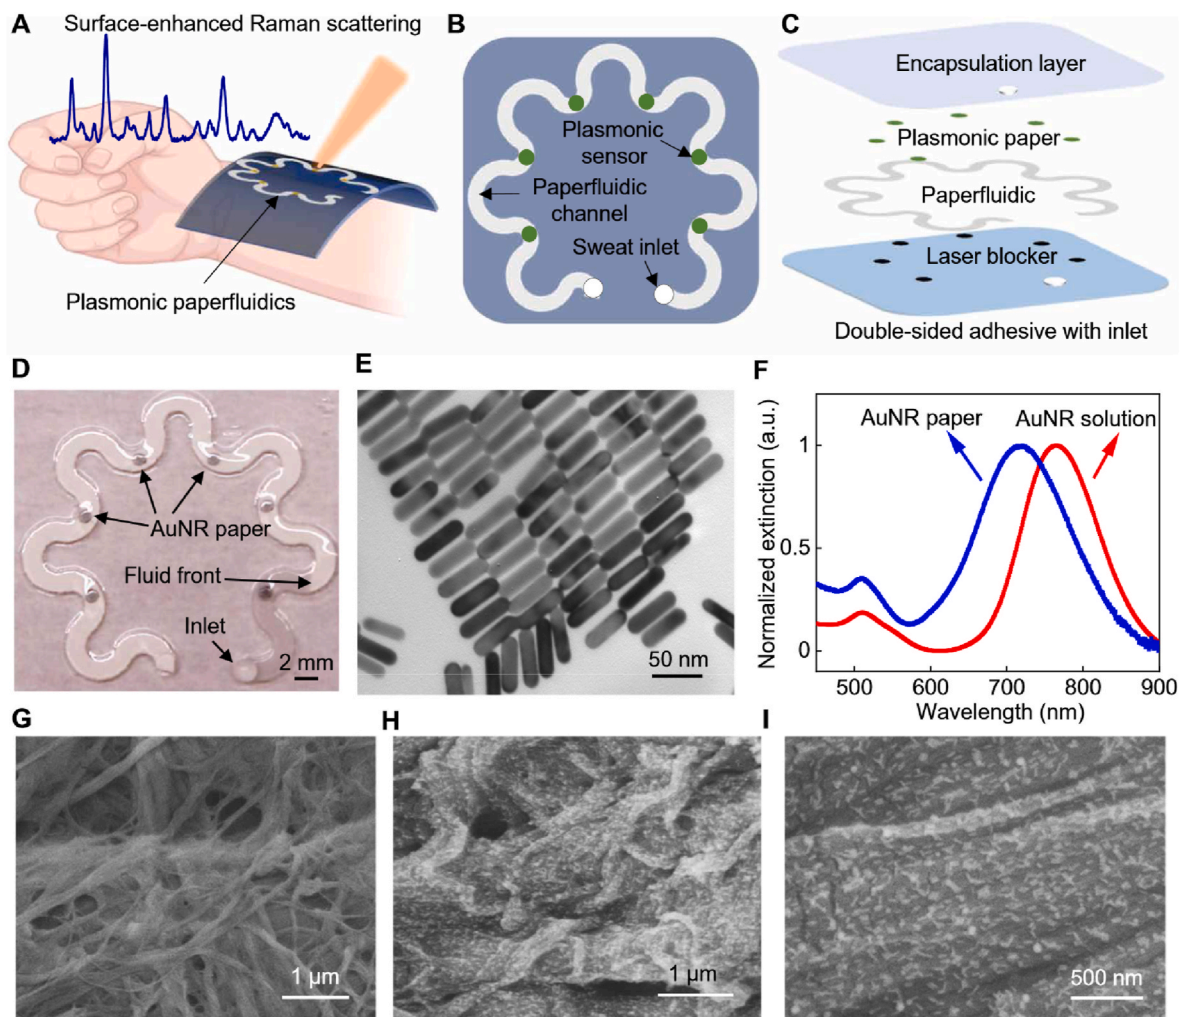 A
Surface-enhanced Raman scattering
Plasmonic paperfluidics
B
Plasmonic
sensor
Paperfluidic
channel
Sweat inlet
C
Encapsulation layer
Plasmonic paper
Paperfluidic
Laser blocker
Double-sided adhesive with inlet
D
AuNR paper
Fluid front
Inlet
2 mm
E
50 nm
F
Normalized extinction (a.u.)
1
0.5
0
AuNR paper
AuNR solution
500
600
700
800
900
Wavelength (nm)
G
1 μm
H
1 μm
I
500 nm